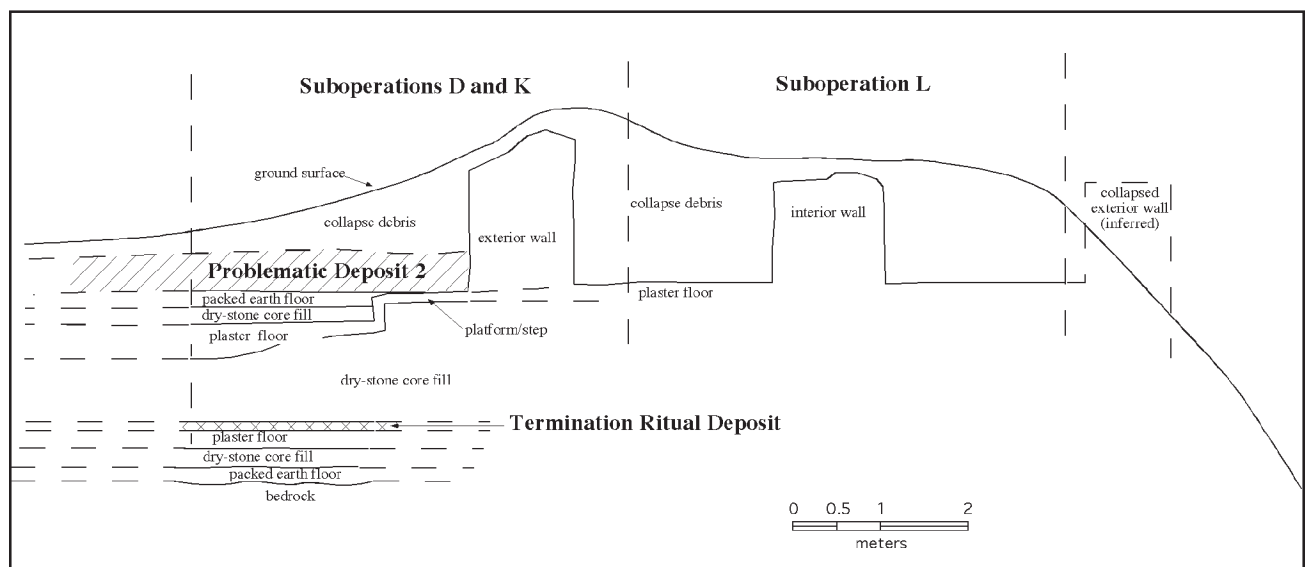 Suboperations D and K
Suboperation L
ground surface
collapse debris
exterior wall
collapse debris
interior wall
collapsed
exterior wall
(inferred)
Problematic Deposit 2
packed earth floor
dry-stone core fill
plaster floor
platform/step
plaster floor
dry-stone core fill
Termination Ritual Deposit
plaster floor
dry-stone core fill
packed earth floor
bedrock
0 0.5 1 2
meters